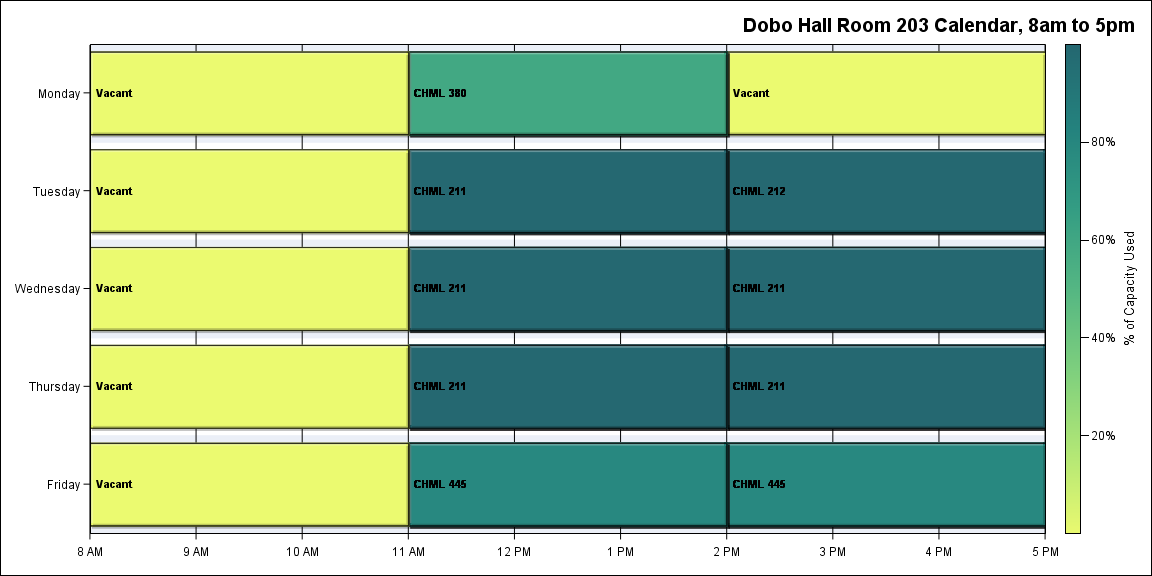 Dobo Hall Room 203 Calendar, 8am to 5pm
Monday
Vacant
CHML 380
Vacant
Tuesday
Vacant
CHML 211
CHML 212
Wednesday
Vacant
CHML 211
CHML 211
Thursday
Vacant
CHML 211
CHML 211
Friday
Vacant
CHML 445
CHML 445
8 AM
9 AM
10 AM
11 AM
12 PM
1 PM
2 PM
3 PM
4 PM
5 PM
80%
60%
40%
20%
% of Capacity Used